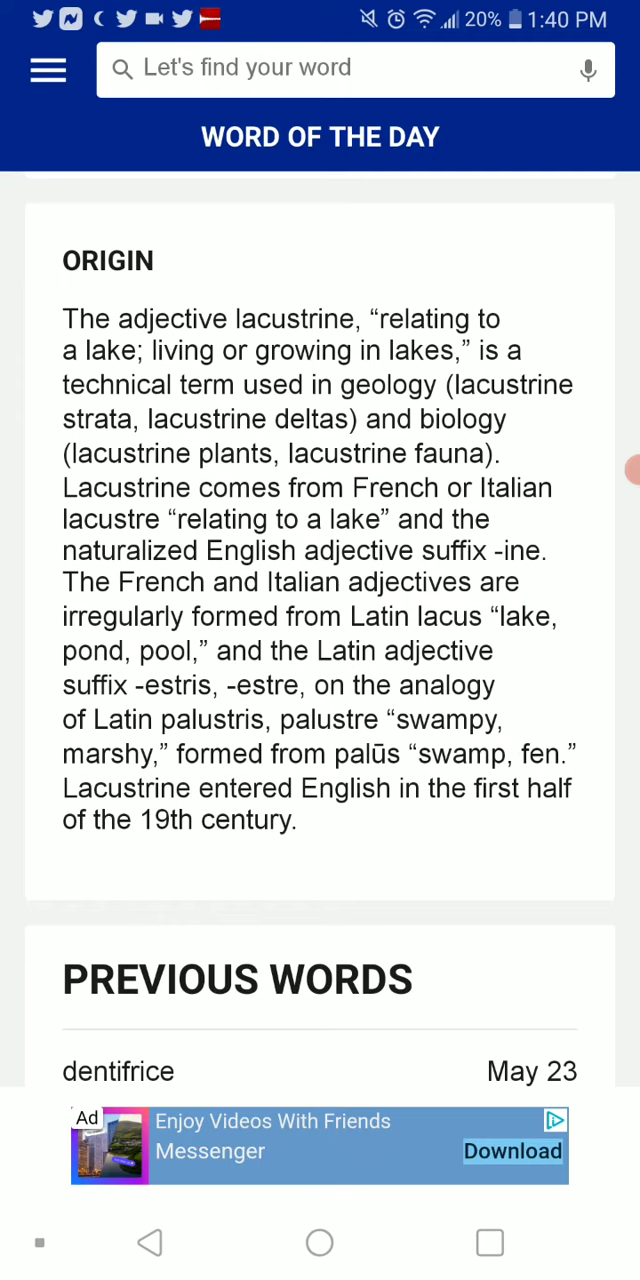 20% 1:40 PM
Let's find your word
WORD OF THE DAY
ORIGIN
The adjective lacustrine, “relating to
a lake; living or growing in lakes,” is a
technical term used in geology (lacustrine
strata, lacustrine deltas) and biology
(lacustrine plants, lacustrine fauna).
Lacustrine comes from French or Italian
lacustre “relating to a lake” and the
naturalized English adjective suffix -ine.
The French and Italian adjectives are
irregularly formed from Latin lacus “lake,
pond, pool,” and the Latin adjective
suffix -estris, -estre, on the analogy
of Latin palustris, palustre “swampy,
marshy,” formed from palūs “swamp, fen.”
Lacustrine entered English in the first half
of the 19th century.
PREVIOUS WORDS
dentifrice May 23
Ad
Enjoy Videos With Friends
Messenger
Download